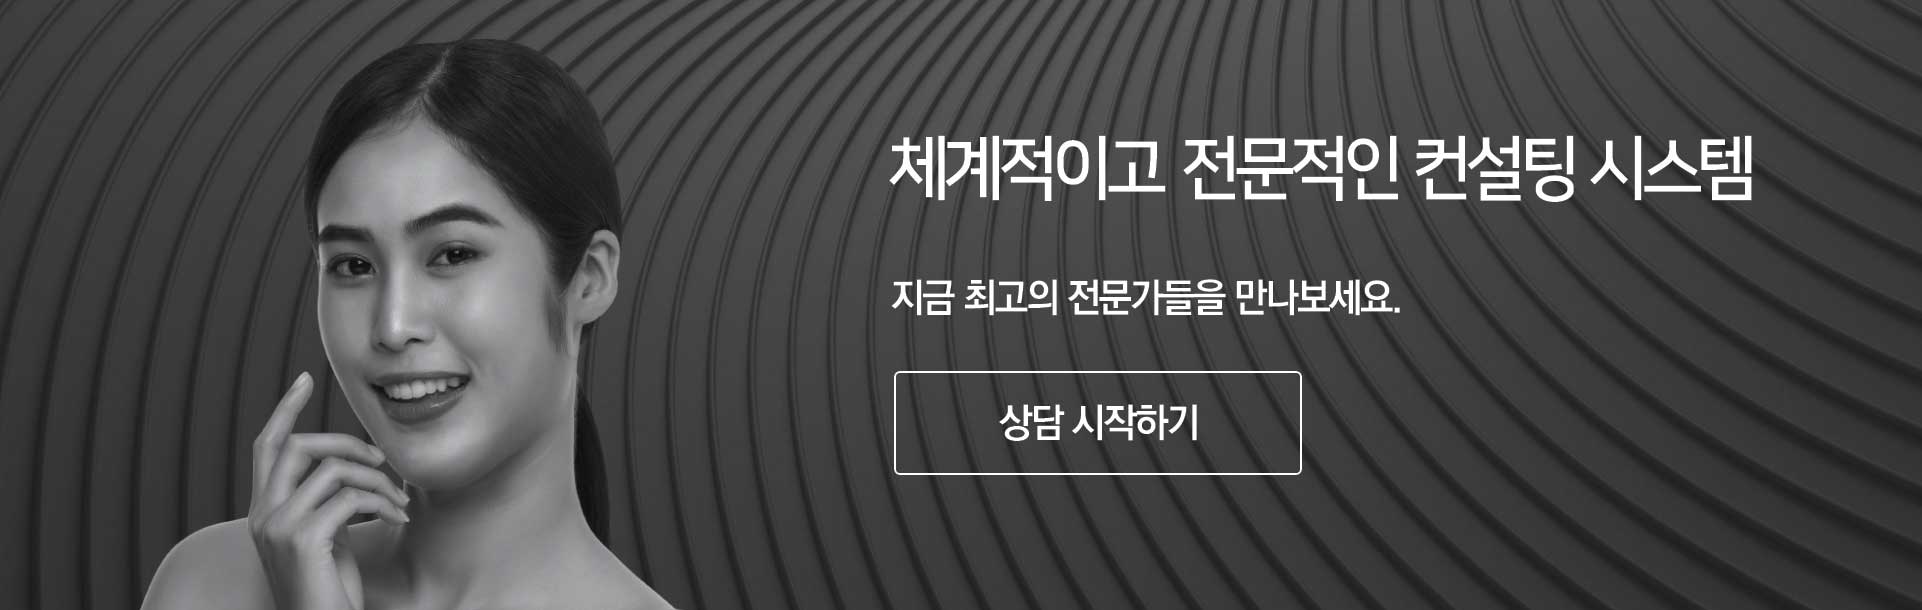 체계적이고 전문적인 컨설팅 시스템
지금 최고의 전문가들을 만나보세요.
상담 시작하기